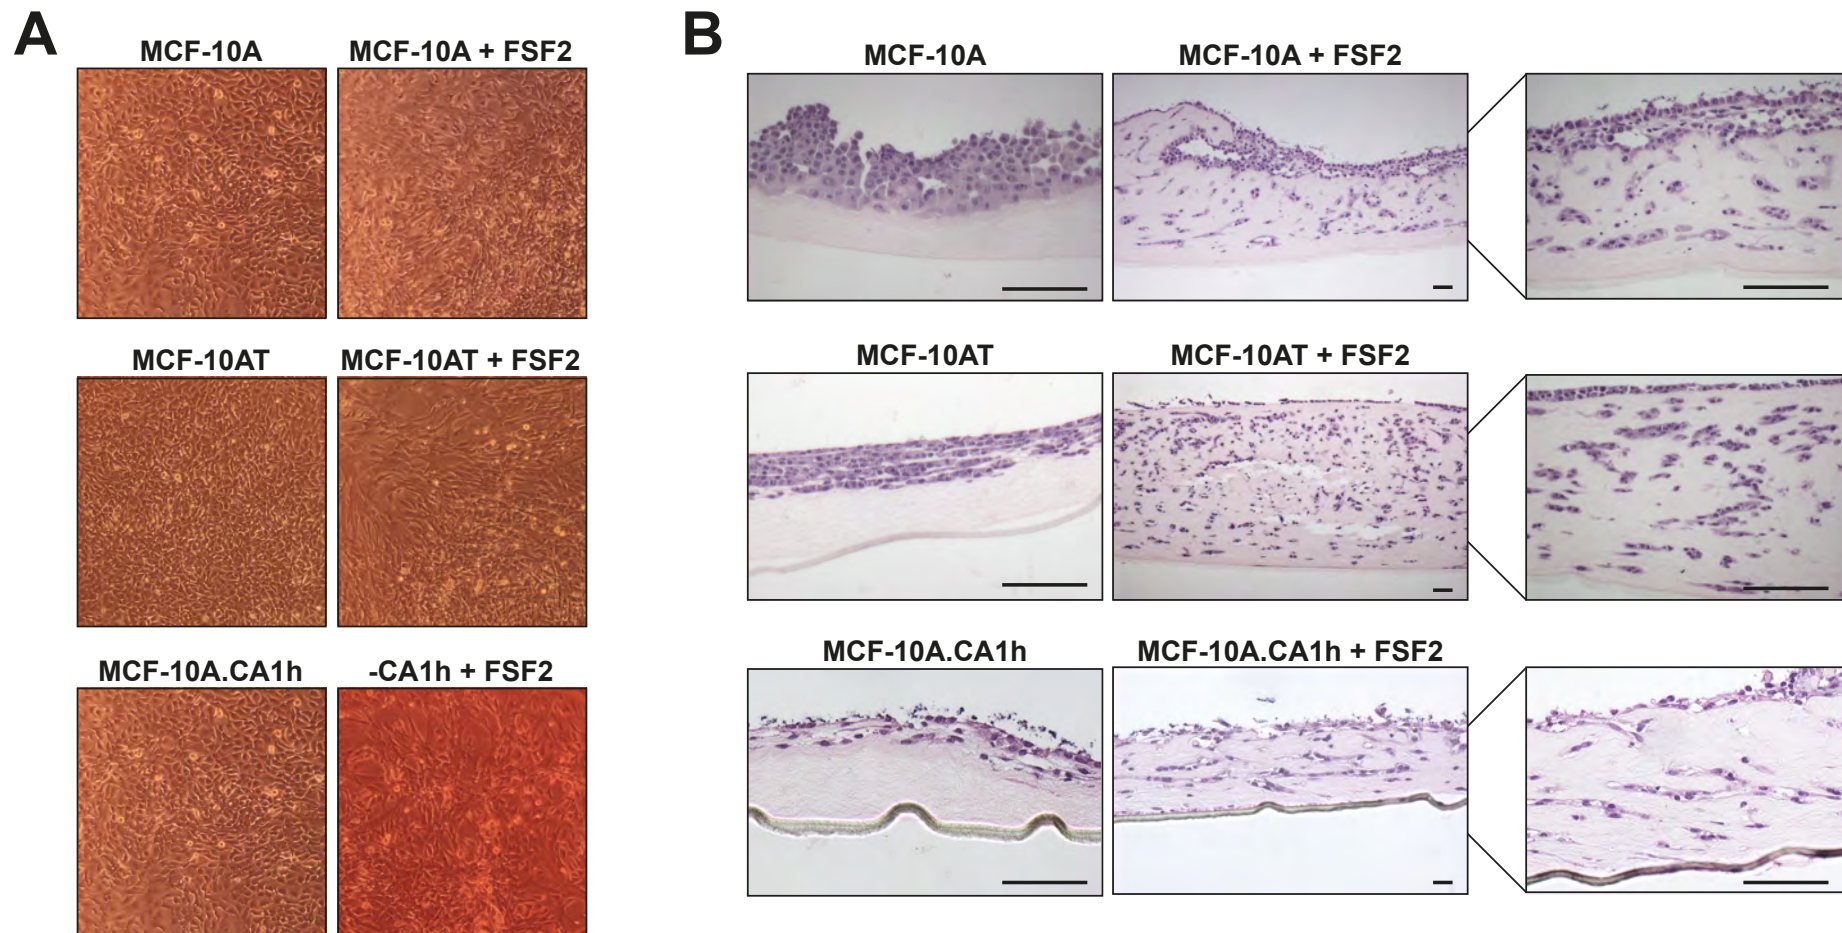 A
MCF-10A
MCF-10A + FSF2
MCF-10AT
MCF-10AT + FSF2
MCF-10A.CA1h
-CA1h + FSF2
B
MCF-10A
MCF-10A + FSF2
MCF-10AT
MCF-10AT + FSF2
MCF-10A.CA1h
MCF-10A.CA1h + FSF2